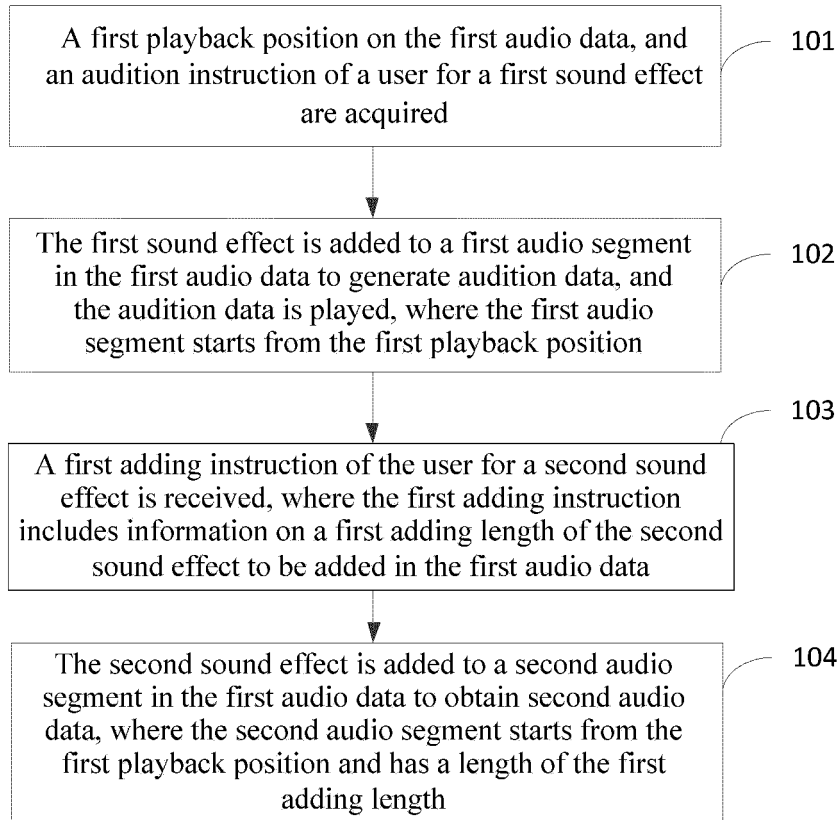 A first playback position on the first audio data, and
an audition instruction of a user for a first sound effect
are acquired
101
The first sound effect is added to a first audio segment
in the first audio data to generate audition data, and
the audition data is played, where the first audio
segment starts from the first playback position
102
A first adding instruction of the user for a second sound
effect is received, where the first adding instruction
includes information on a first adding length of the second
sound effect to be added in the first audio data
103
The second sound effect is added to a second audio
segment in the first audio data to obtain second audio
data, where the second audio segment starts from the
first playback position and has a length of the first
adding length
104